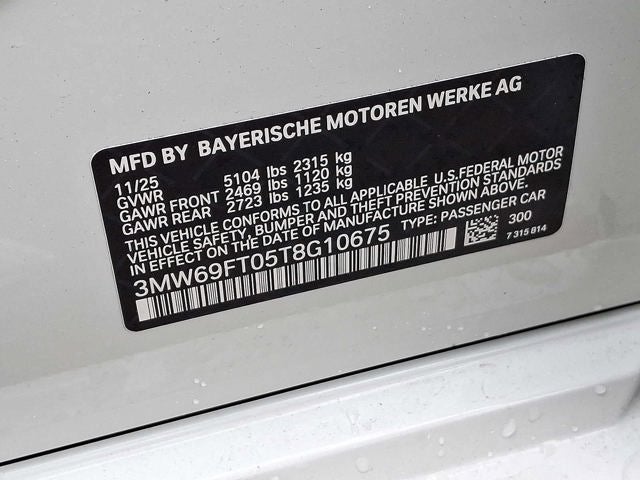 MFD BY BAYERISCHE MOTOREN WERKE AG
11/25 5104 lbs 2315 kg
GVWR
GAWR FRONT 2469 lbs 1120 kg
GAWR REAR 2723 lbs 1235 kg
THIS VEHICLE CONFORMS TO ALL APPLICABLE U.S.FEDERAL MOTOR
VEHICLE SAFETY, BUMPER AND THEFT PREVENTION STANDARDS
IN EFFECT ON THE DATE OF MANUFACTURE SHOWN ABOVE.
3MW69FT05T8G10675 TYPE: PASSENGER CAR
300
7 315 814